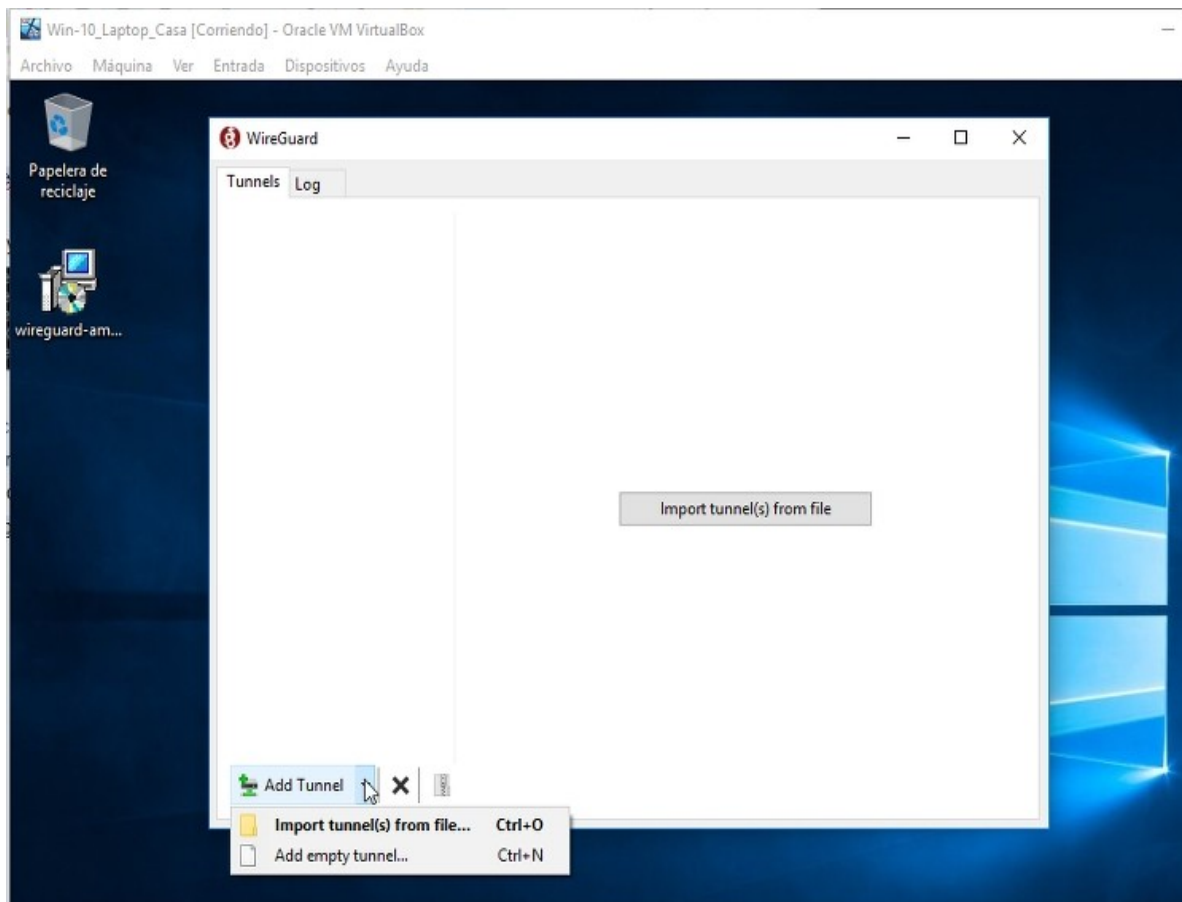 Win-10_Laptop_Casa [Corriendo] - Oracle VM VirtualBox
Archivo Máquina Ver Entrada Dispositivos Ayuda
Papelera de
reciclaje
wireguard-am...
WireGuard
Tunnels Log
Import tunnel(s) from file
Add Tunnel
Import tunnel(s) from file... Ctrl+O
Add empty tunnel... Ctrl+N